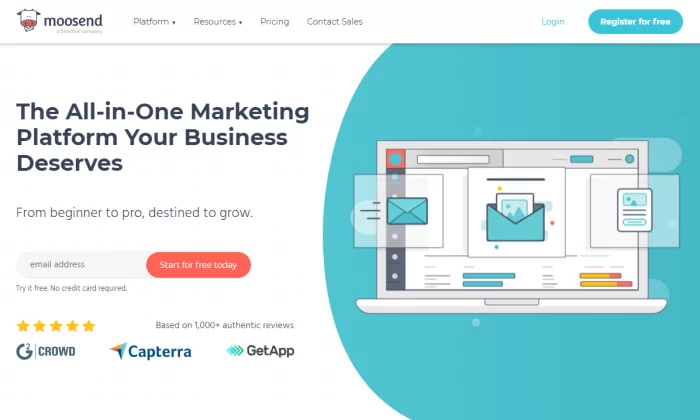 moosend
a Sitecore company
Platform ▾
Resources ▾
Pricing
Contact Sales
Login
Register for free
The All-in-One Marketing
Platform Your Business
Deserves
From beginner to pro, destined to grow.
email address
Start for free today
Try it free. No credit card required.
Based on 1,000+ authentic reviews
G2 | CROWD
Capterra
GetApp